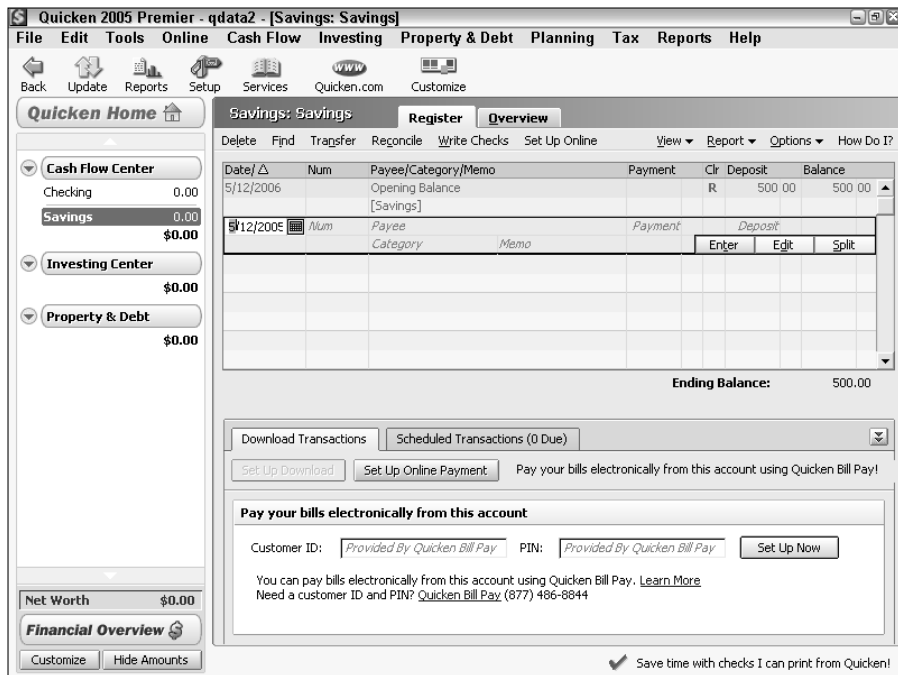 Quicken 2005 Premier - qdata2 - [Savings: Savings]
File Edit Tools Online Cash Flow Investing Property & Debt Planning Tax Reports Help
Back Update Reports Setup Services Quicken.com Customize
WWW
Quicken Home
Savings: Savings Register Overview
Delete Find Transfer Reconcile Write Checks Set Up Online View Report Options How Do I?
Cash Flow Center
Checking 0.00
Savings 0.00
$0.00
Investing Center
$0.00
Property & Debt
$0.00
Date/ Num Payee/Category/Memo Payment Clr Deposit Balance
5/12/2006 Opening Balance R 500 00 500 00
[Savings]
5/12/2005 Num Payee Payment Deposit
Category Memo Enter Edit Split
Ending Balance: 500.00
Download Transactions Scheduled Transactions (0 Due)
Set Up Download Set Up Online Payment Pay your bills electronically from this account using Quicken Bill Pay!
Pay your bills electronically from this account
Customer ID: Provided By Quicken Bill Pay PIN: Provided By Quicken Bill Pay Set Up Now
You can pay bills electronically from this account using Quicken Bill Pay. Learn More
Need a customer ID and PIN? Quicken Bill Pay (877) 486-8844
Net Worth $0.00
Financial Overview
Customize Hide Amounts
Save time with checks I can print from Quicken!